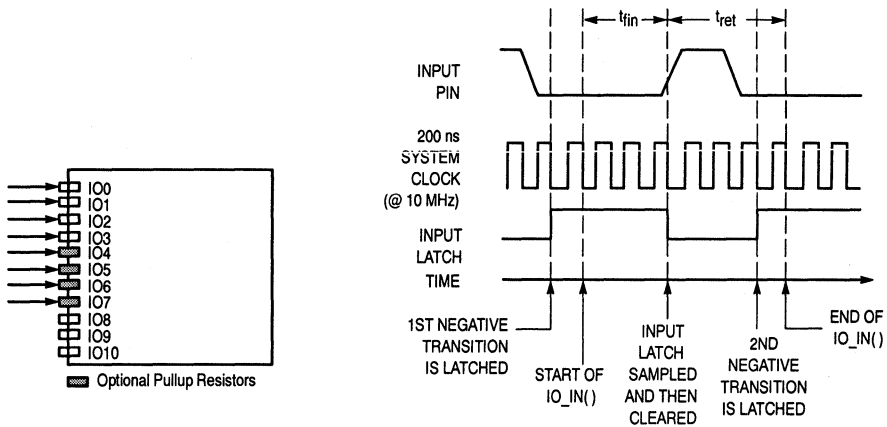 IO0
IO1
IO2
IO3
IO4
IO5
IO6
IO7
IO8
IO9
IO10
Optional Pullup Resistors
tfin
tret
INPUT
PIN
200 ns
SYSTEM
CLOCK
(@ 10 MHz)
INPUT
LATCH
TIME
1ST NEGATIVE
TRANSITION
IS LATCHED
START OF
IO_IN( )
INPUT
LATCH
SAMPLED
AND THEN
CLEARED
2ND
NEGATIVE
TRANSITION
IS LATCHED
END OF
IO_IN( )